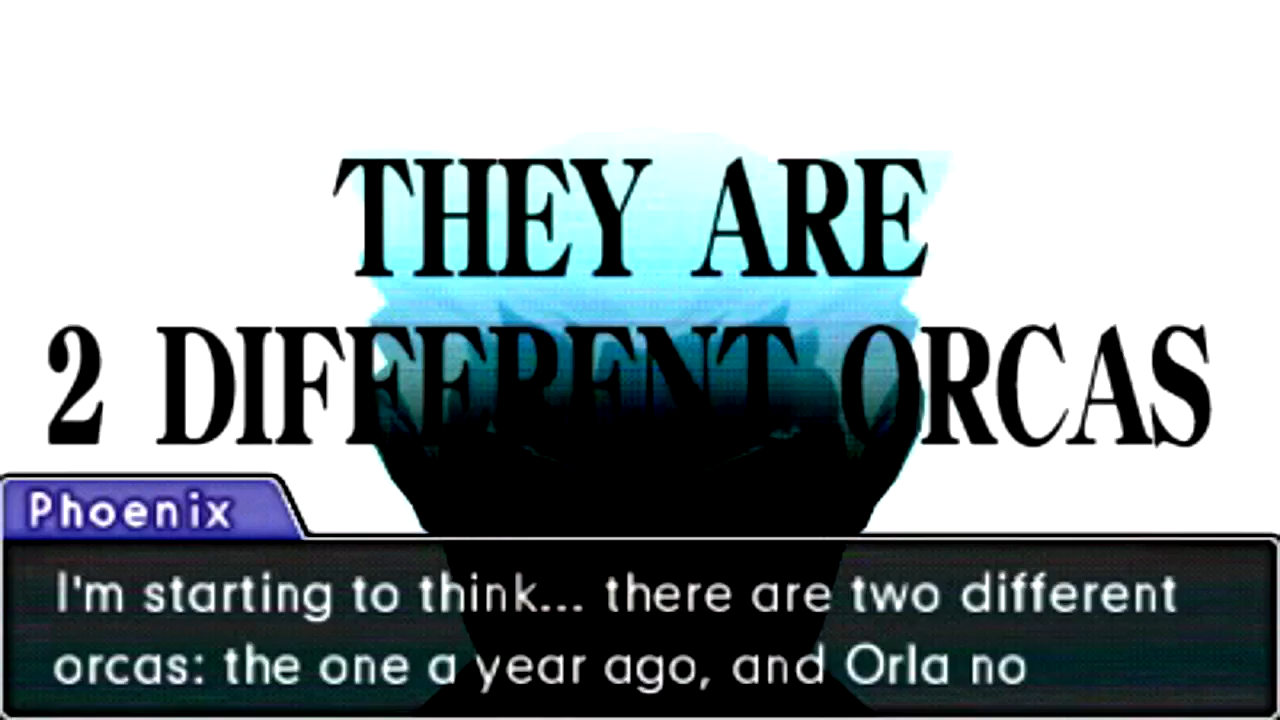 THEY ARE
2 DIFFERENT ORCAS
Phoenix
I'm starting to think... there are two different
orcas: the one a year ago, and Orla no